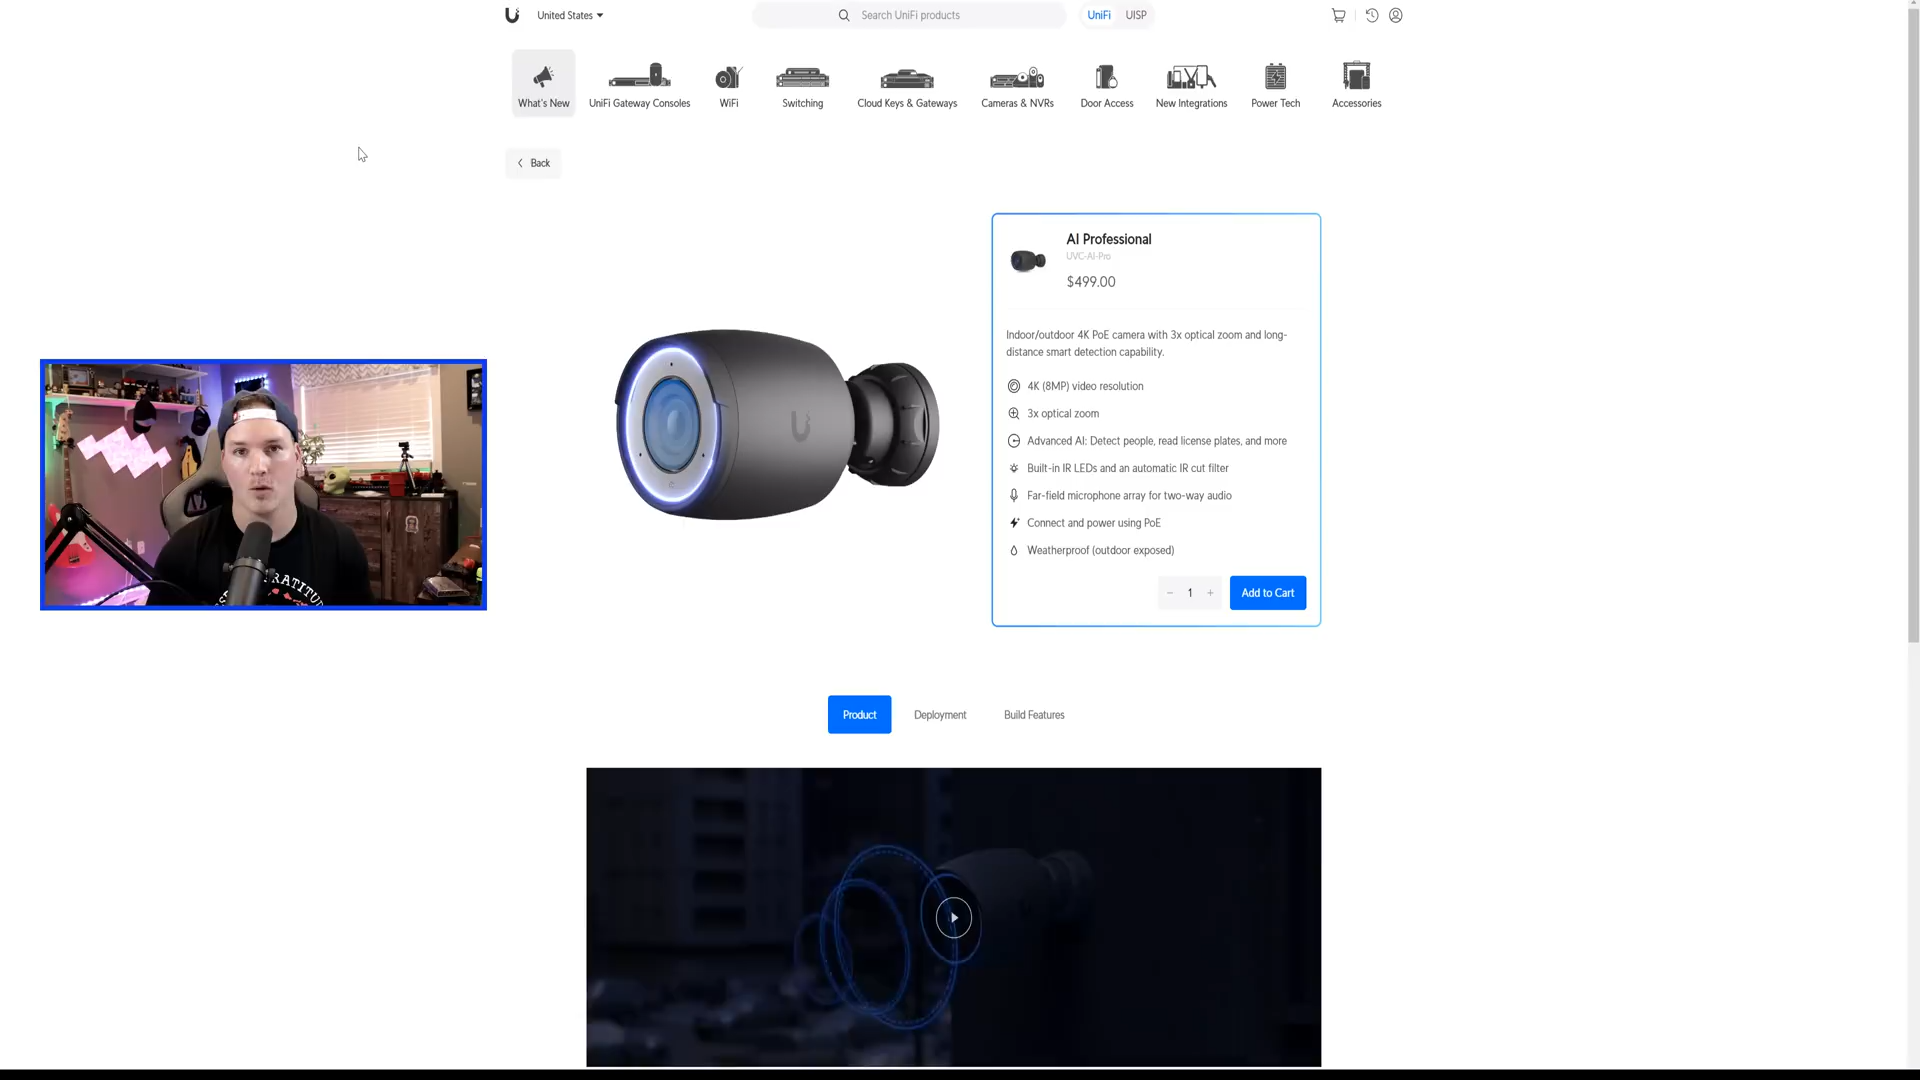 United States
Search UniFi products
UniFi
UISP
What's New
UniFi Gateway Consoles
WiFi
Switching
Cloud Keys & Gateways
Cameras & NVRs
Door Access
New Integrations
Power Tech
Accessories
Back
AI Professional
UVC-AI-Pro
$499.00
Indoor/outdoor 4K PoE camera with 3x optical zoom and long-
distance smart detection capability.
4K (8MP) video resolution
3x optical zoom
Advanced AI: Detect people, read license plates, and more
Built-in IR LEDs and an automatic IR cut filter
Far-field microphone array for two-way audio
Connect and power using PoE
Weatherproof (outdoor exposed)
− 1 +
Add to Cart
Product
Deployment
Build Features